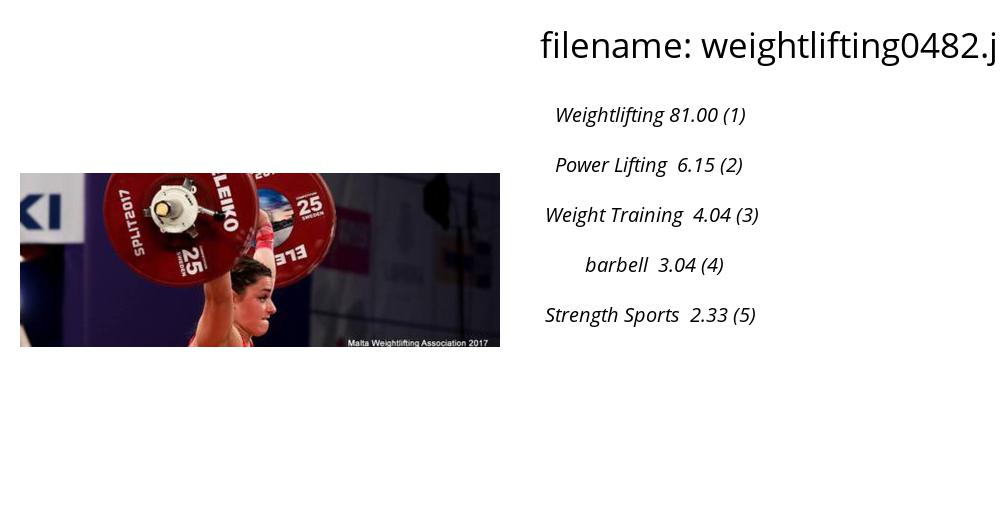 filename: weightlifting0482.j
Weightlifting 81.00 (1)
Power Lifting 6.15 (2)
Weight Training 4.04 (3)
barbell 3.04 (4)
Strength Sports 2.33 (5)
KI
SPLIT2017
ELEIKO
25
SWEDEN
25
SWEDEN
ELE
Malta Weightlifting Association 2017